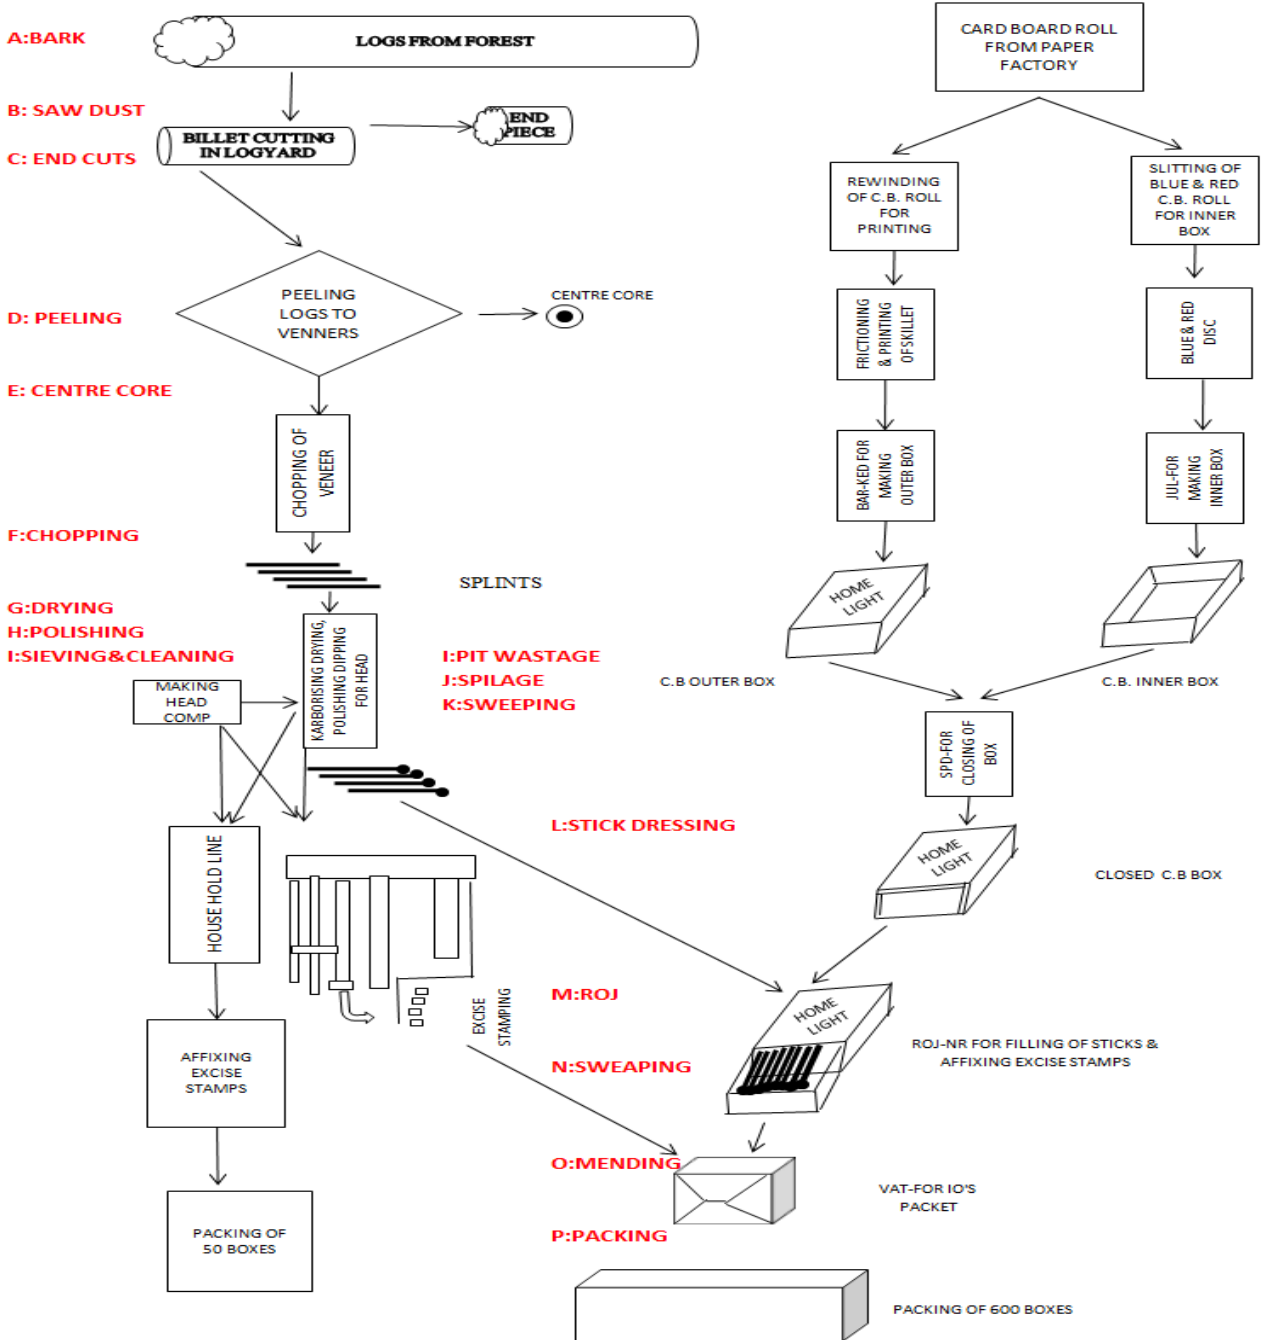 A:BARK
LOGS FROM FOREST
CARD BOARD ROLL
FROM PAPER
FACTORY
B: SAW DUST
END
PIECE
BILLET CUTTING
IN LOGYARD
C: END CUTS
REWINDING
OF C.B. ROLL
FOR
PRINTING
SLITTING OF
BLUE & RED
C.B. ROLL
FOR INNER
BOX
PEELING
LOGS TO
VENNERS
CENTRE CORE
D: PEELING
FRICTIONING
& PRINTING
OF SKILLET
BLUE & RED
DISC
E: CENTRE CORE
CHOPPING OF
VENEER
BAR-KED FOR
MAKING
OUTER BOX
JUL-FOR
MAKING
INNER BOX
F:CHOPPING
SPLINTS
HOME
LIGHT
G:DRYING
H:POLISHING
I:SIEVING&CLEANING
KARBORISING DRYING,
POLISHING DIPPING
FOR HEAD
I:PIT WASTAGE
J:SPILAGE
K:SWEEPING
C.B OUTER BOX
C.B. INNER BOX
MAKING
HEAD
COMP
SPD-FOR
CLOSING OF
BOX
L:STICK DRESSING
HOME
LIGHT
CLOSED C.B BOX
HOUSE HOLD LINE
EXCISE
STAMPING
M:ROJ
HOME
LIGHT
ROJ-NR FOR FILLING OF STICKS &
AFFIXING EXCISE STAMPS
AFFIXING
EXCISE
STAMPS
N:SWEAPING
O:MENDING
VAT-FOR IO'S
PACKET
P:PACKING
PACKING OF
50 BOXES
PACKING OF 600 BOXES